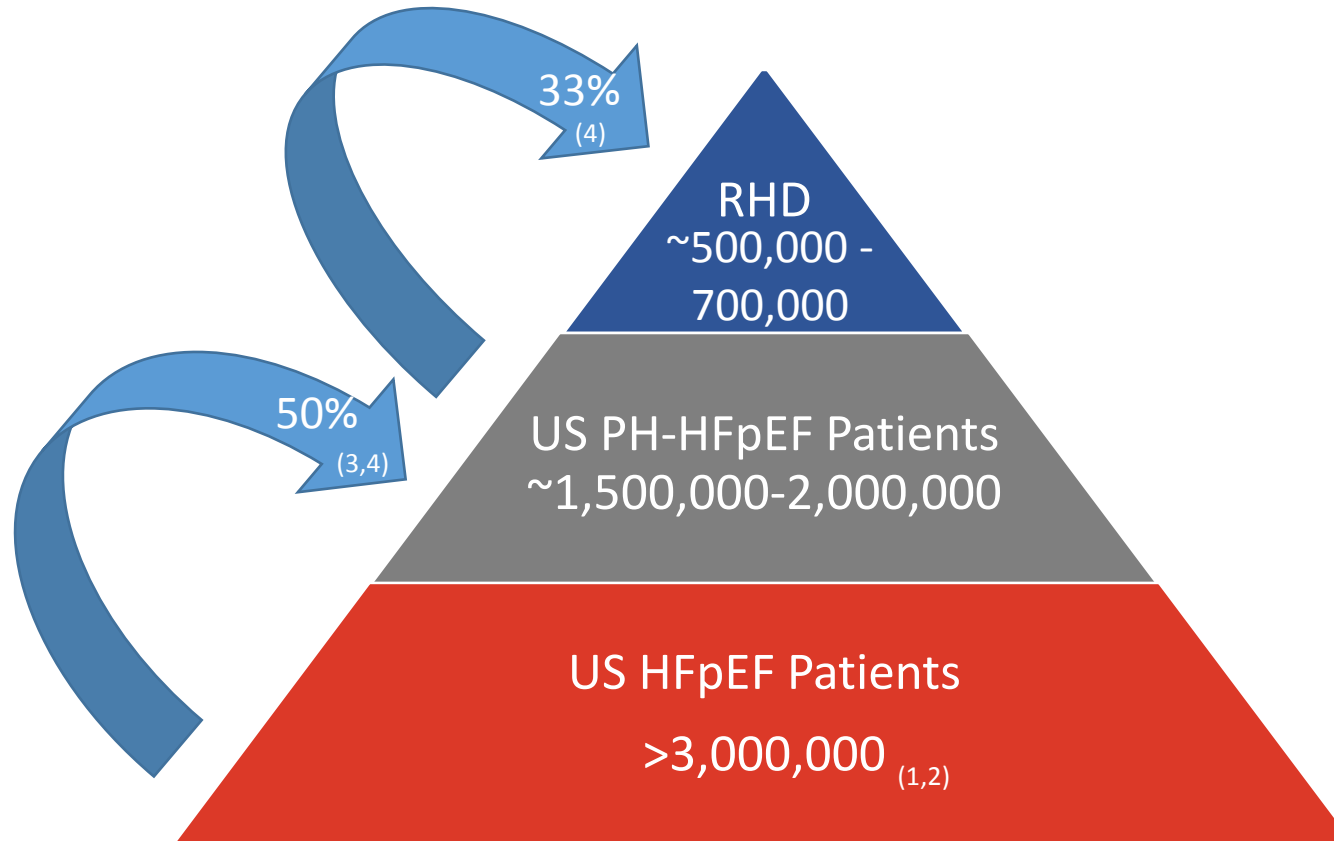 33%
(4)
RHD
~500,000 -
700,000
50%
(3,4)
US PH-HFpEF Patients
~1,500,000-2,000,000
US HFpEF Patients
>3,000,000 (1,2)